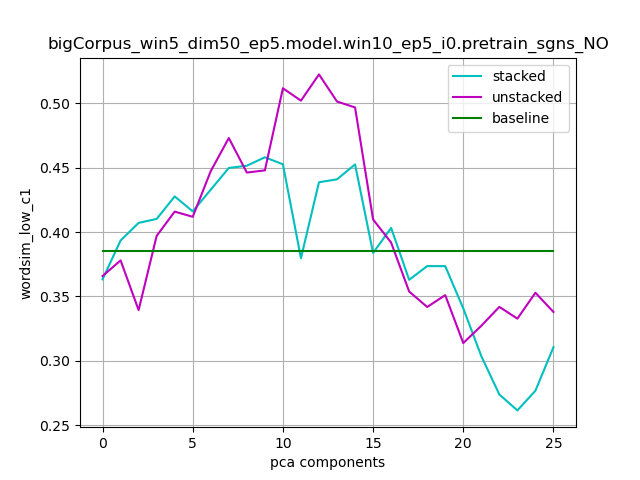 bigCorpus_win5_dim50_ep5.model.win10_ep5_i0.pretrain_sgns_NO
stacked
unstacked
baseline
0.50
0.45
0.40
0.35
0.30
0.25
wordsim_low_c1
0 5 10 15 20 25
pca components